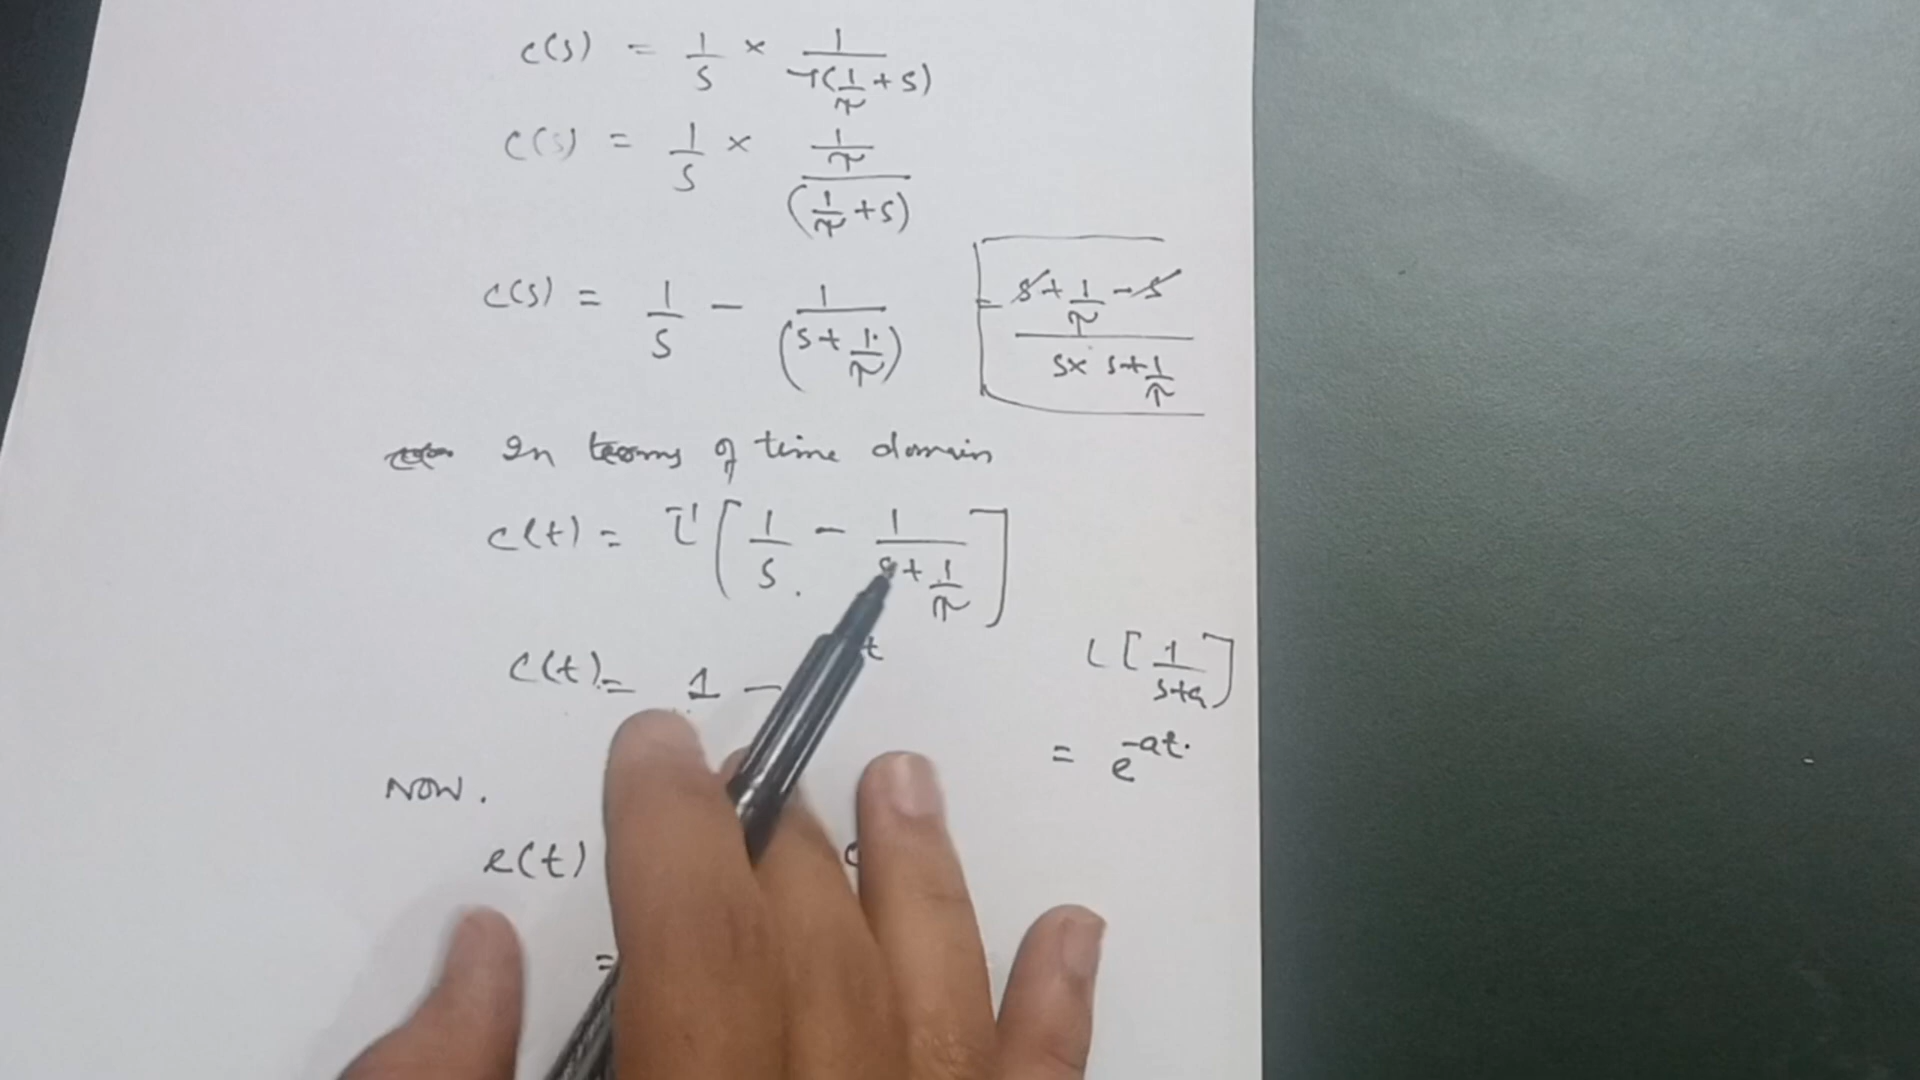 c(s) = 1/s × 1/τ(1/τ + s)
c(s) = 1/s × (1/τ)/(1/τ + s)
c(s) = 1/s − 1/(s + 1/τ)
= (s + 1/τ − s)/(s × s + 1/τ)
In terms of time domain
c(t) = L⁻¹[1/s − 1/(s + 1/τ)]
c(t) = 1 − t
L[1/(s+a)]
= e^(-at).
NOW.
e(t)
=